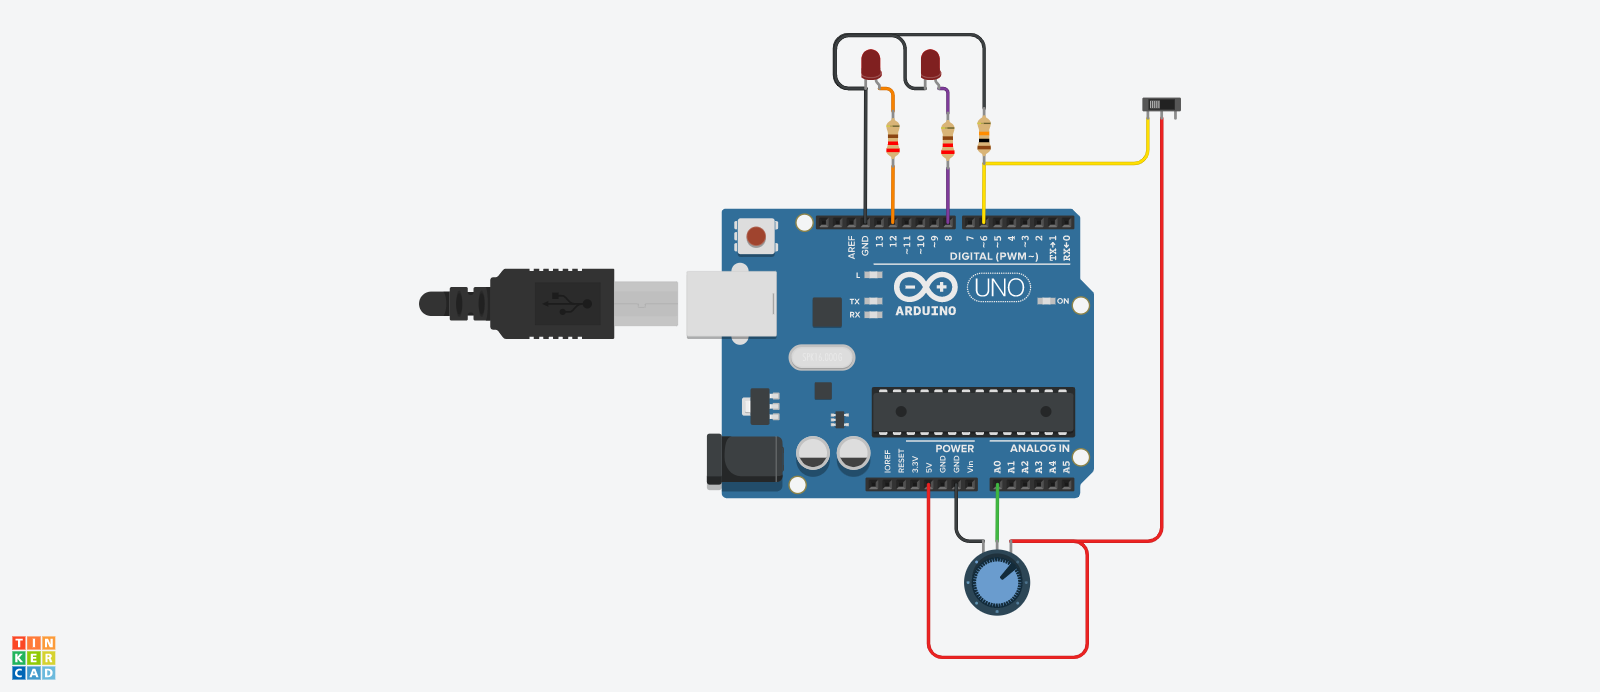 AREF
GND
13
12
~11
~10
~9
8
7
~6
~5
4
~3
2
TX→1
RX←0
DIGITAL (PWM~)
L
TX
RX
ARDUINO
UNO
ON
POWER
ANALOG IN
IOREF
RESET
3.3V
5V
GND
GND
Vin
A0
A1
A2
A3
A4
A5
TIN
KER
CAD